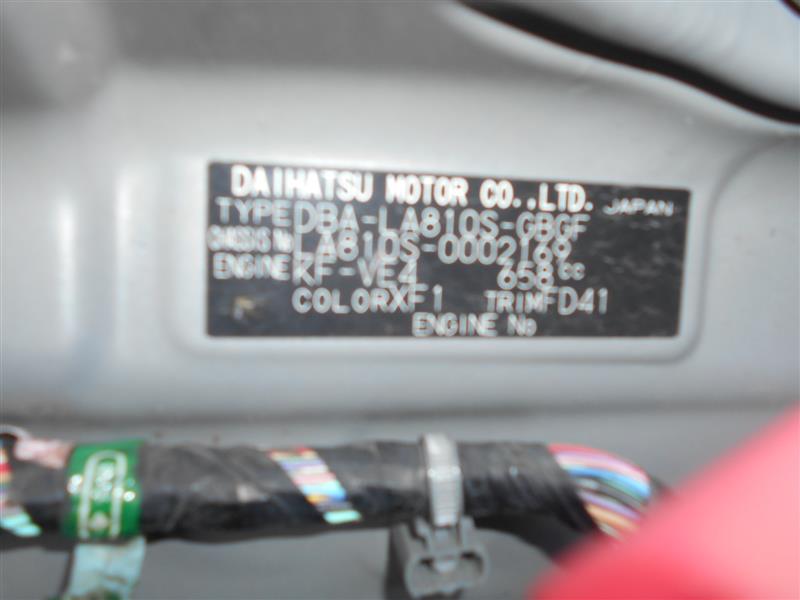 DAIHATSU MOTOR CO.,LTD. JAPAN
TYPE DBA-LA810S-GBGF
CHASSIS No LA810S-0002169
ENGINE KF-VE4 658cc
COLOR XF1 TRIM FD41
ENGINE No